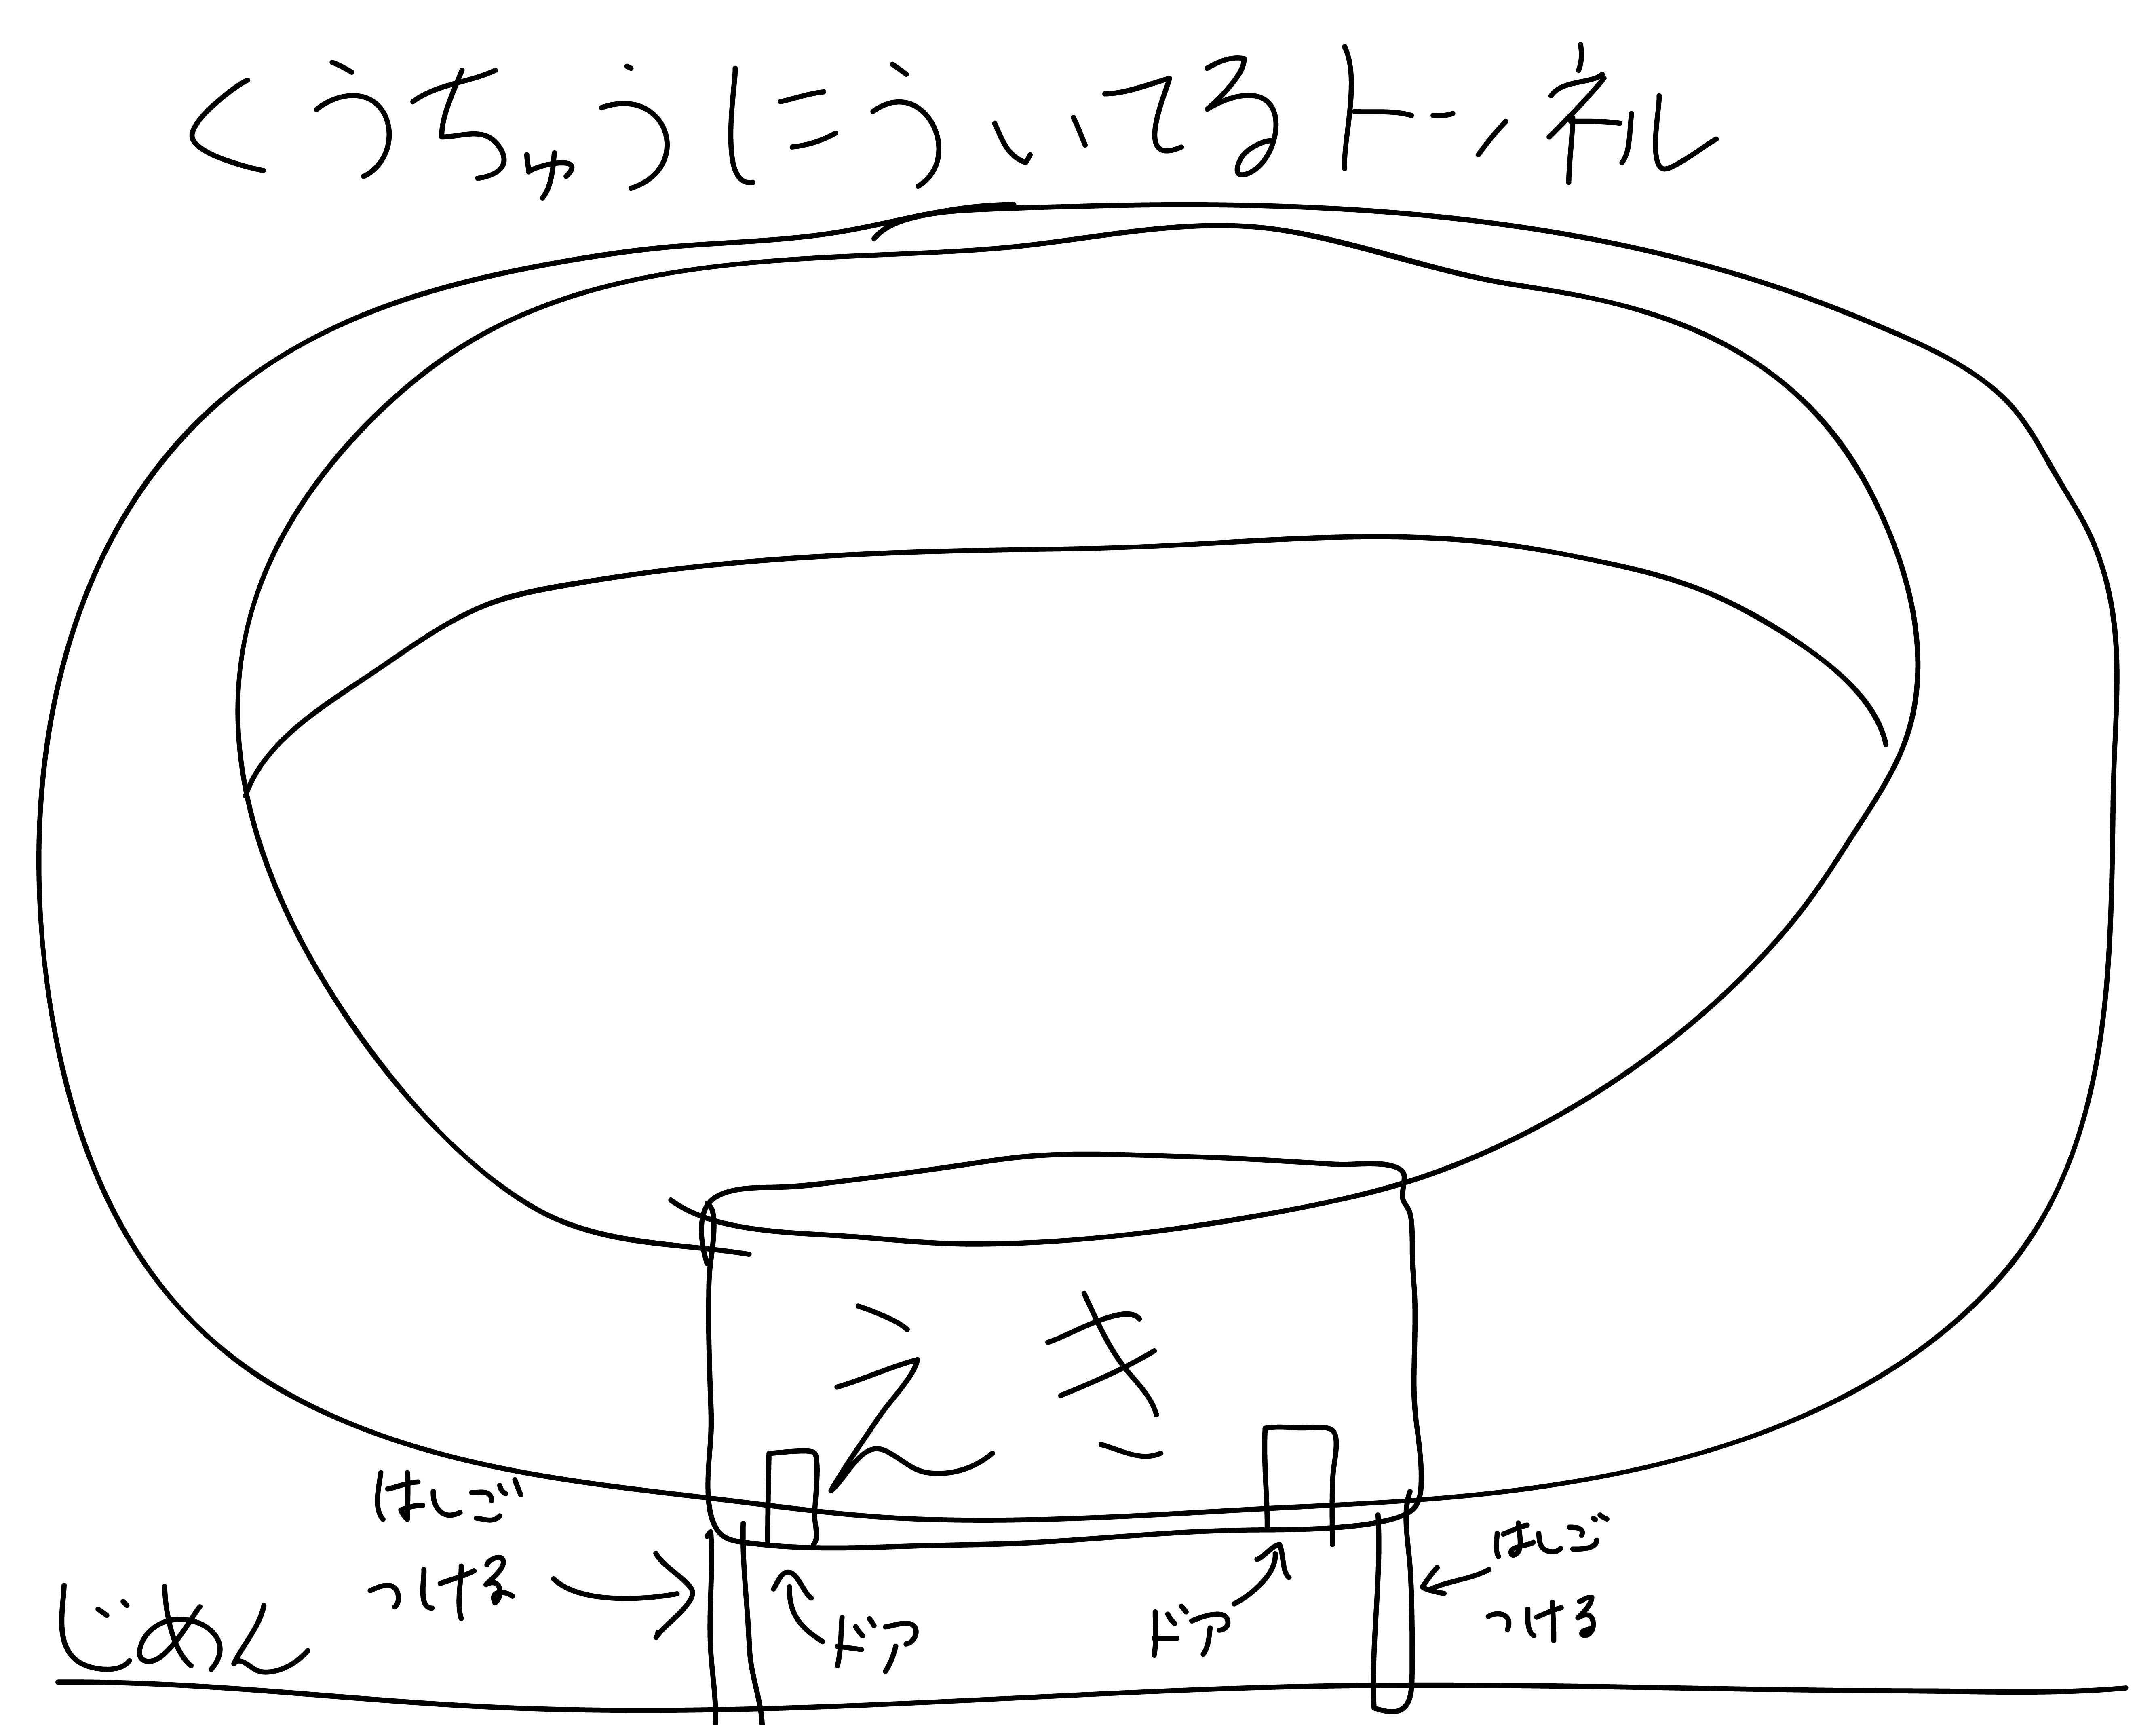 くうちゅうにういてるトンネル
えき
はしご
つける
はしご
つける
じめん
ドア
ドア